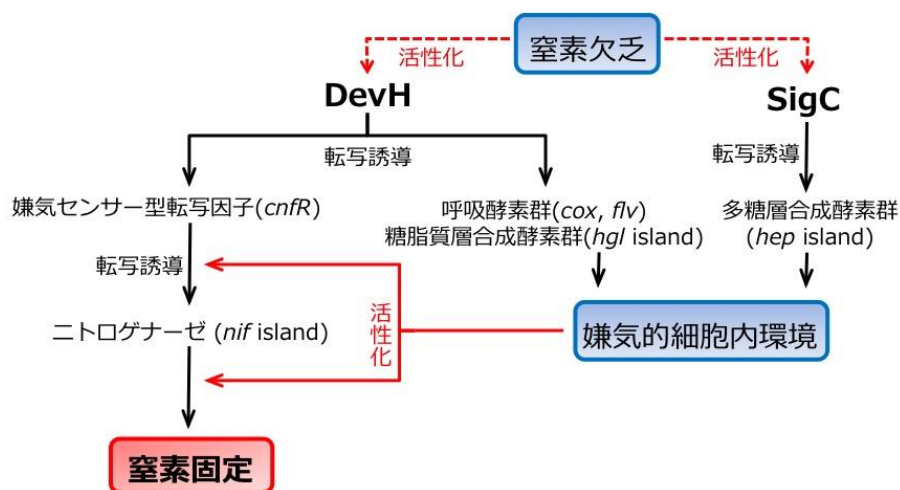 窒素欠乏
活性化
活性化
DevH
SigC
転写誘導
転写誘導
嫌気センサー型転写因子(cnfR)
呼吸酵素群(cox, flv)
糖脂質層合成酵素群(hgl island)
多糖層合成酵素群
(hep island)
転写誘導
活性化
ニトロゲナーゼ (nif island)
嫌気的細胞内環境
窒素固定